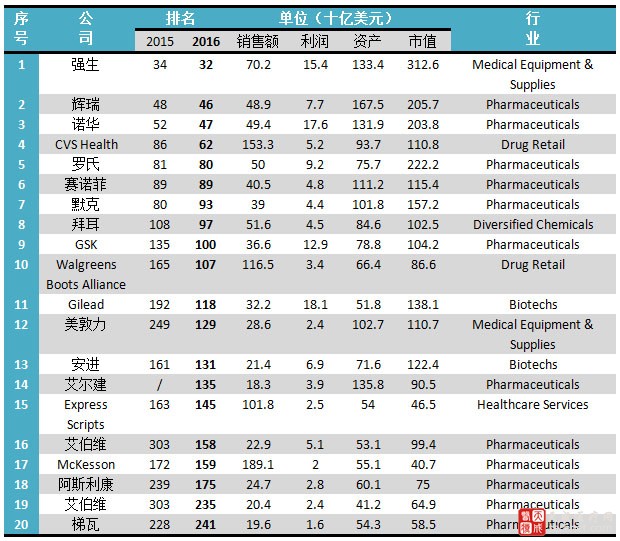 序号 公司 排名 单位（十亿美元） 行业
2015 2016 销售额 利润 资产 市值
1 强生 34 32 70.2 15.4 133.4 312.6 Medical Equipment &
Supplies
2 辉瑞 48 46 48.9 7.7 167.5 205.7 Pharmaceuticals
3 诺华 52 47 49.4 17.6 131.9 203.8 Pharmaceuticals
4 CVS Health 86 62 153.3 5.2 93.7 110.8 Drug Retail
5 罗氏 81 80 50 9.2 75.7 222.2 Pharmaceuticals
6 赛诺菲 89 89 40.5 4.8 111.2 115.4 Pharmaceuticals
7 默克 80 93 39 4.4 101.8 157.2 Pharmaceuticals
8 拜耳 108 97 51.6 4.5 84.6 102.5 Diversified Chemicals
9 GSK 135 100 36.6 12.9 78.8 104.2 Pharmaceuticals
10 Walgreens 165 107 116.5 3.4 66.4 86.6 Drug Retail
Boots Alliance
11 Gilead 192 118 32.2 18.1 51.8 138.1 Biotechs
12 美敦力 249 129 28.6 2.4 102.7 110.7 Medical Equipment &
Supplies
13 安进 161 131 21.4 6.9 71.6 122.4 Biotechs
14 艾尔建 / 135 18.3 3.9 135.8 90.5 Pharmaceuticals
15 Express 163 145 101.8 2.5 54 46.5 Healthcare Services
Scripts
16 艾伯维 303 158 22.9 5.1 53.1 99.4 Pharmaceuticals
17 McKesson 172 159 189.1 2 55.1 40.7 Pharmaceuticals
18 阿斯利康 239 175 24.7 2.8 60.1 75 Pharmaceuticals
19 艾伯维 303 235 20.4 2.4 41.2 64.9 Pharmaceuticals
20 梯瓦 228 241 19.6 1.6 54.3 58.5 Pharmaceuticals